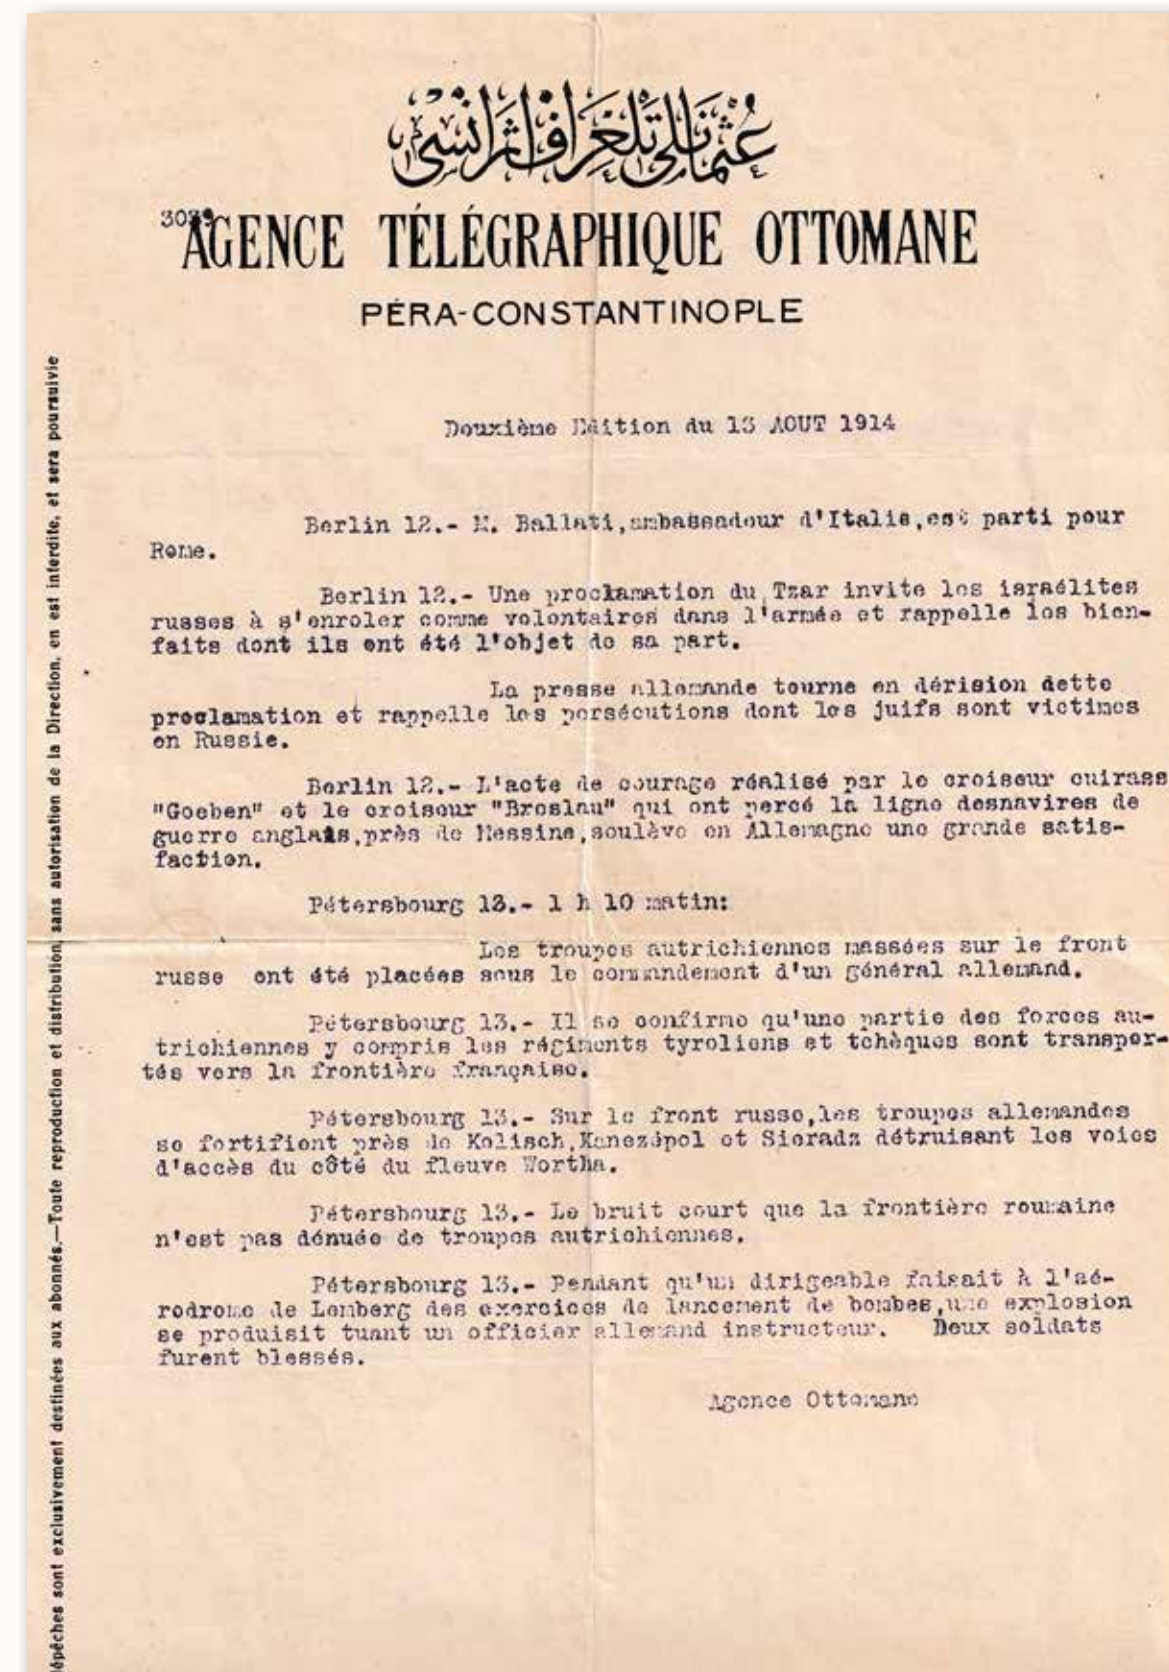 عثمانلى تلغراف اژانسى
AGENCE TÉLÉGRAPHIQUE OTTOMANE
PÉRA-CONSTANTINOPLE
Douxième Edition du 13 AOUT 1914
Berlin 12.- M. Ballati,ambassadour d'Italie,est parti pour
Rome.
Berlin 12.- Une proclamation du Tzar invite les israélites
russes à s'enroler comme volontaires dans l'armée et rappelle les bien-
faits dont ils ont été l'objet de sa part.
La presse allemande tourne en dérision dette
proclamation et rappelle les persécutions dont les juifs sont victimes
en Russie.
Berlin 12.- L'acte de courage réalisé par le croiseur cuirass
"Goeben" et le croiseur "Breslau" qui ont percé la ligne desnavires de
guerre anglais,près de Messine,soulève en Allemagne une grande satis-
faction.
Pétersbourg 13.- 1 h 10 matin:
Les troupes autrichiennes massées sur le front
russe ont été placées sous le commandement d'un général allemand.
Pétersbourg 13.- Il se confirme qu'une partie des forces au-
trichiennes y compris les régiments tyroliens et tchèques sont transpor-
tés vers la frontière française.
Pétersbourg 13.- Sur le front russe,les troupes allemandes
se fortifient près de Kolisch,Kanezépol et Sieradz détruisant les voies
d'accès du côté du fleuve Wortha.
Pétersbourg 13.- Le bruit court que la frontière roumaine
n'est pas dénuée de troupes autrichiennes.
Pétersbourg 13.- Pendant qu'un dirigeable faisait à l'aé-
rodrome de Lemberg des exercices de lancement de bombes,une explosion
se produisit tuant un officier allemand instructeur. Deux soldats
furent blessés.
Agence Ottomane
épêches sont exclusivement destinées aux abonnés.—Toute reproduction et distribution, sans autorisation de la Direction, en est interdite, et sera poursuivie